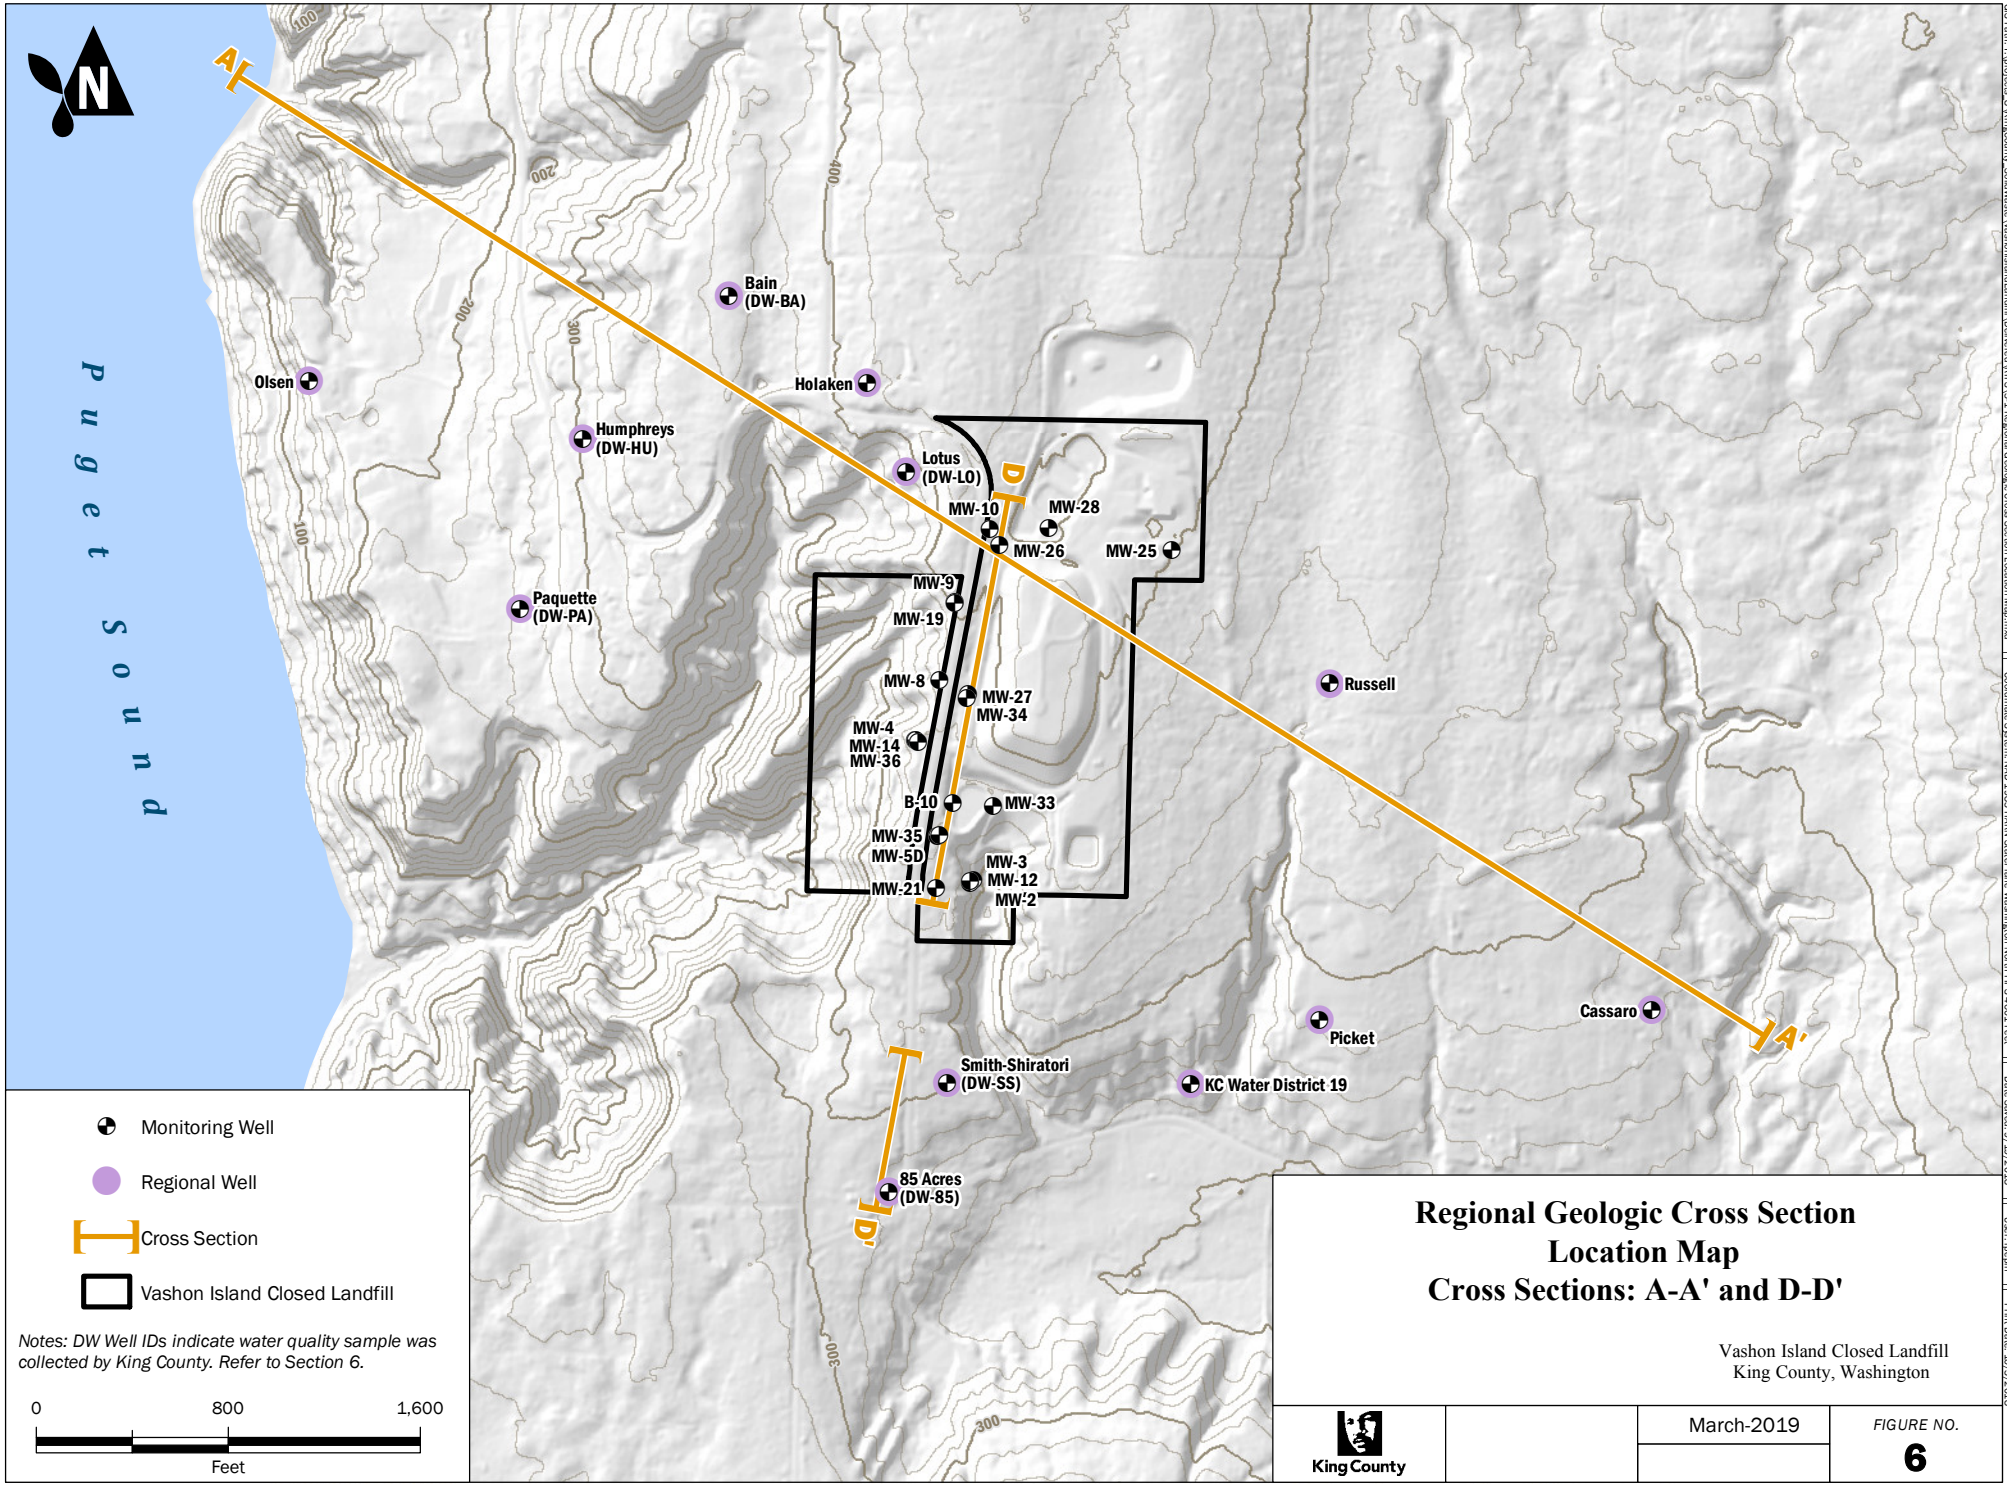 N
A
100
200
400
200
300
100
Puget Sound
Bain
(DW-BA)
Olsen
Holaken
Humphreys
(DW-HU)
Lotus
(DW-LO)
D
MW-10
MW-28
MW-26
MW-25
MW-9
MW-19
Paquette
(DW-PA)
MW-8
MW-27
MW-34
Russell
MW-4
MW-14
MW-36
B-10
MW-33
MW-35
MW-5D
MW-3
MW-12
MW-21
MW-2
Cassaro
Picket
A'
Smith-Shiratori
(DW-SS)
KC Water District 19
85 Acres
(DW-85)
D'
300
300
Monitoring Well
Regional Well
Cross Section
Vashon Island Closed Landfill
Notes: DW Well IDs indicate water quality sample was
collected by King County. Refer to Section 6.
0 800 1,600
Feet
Regional Geologic Cross Section
Location Map
Cross Sections: A-A' and D-D'
Vashon Island Closed Landfill
King County, Washington
King County
March-2019
FIGURE NO.
6